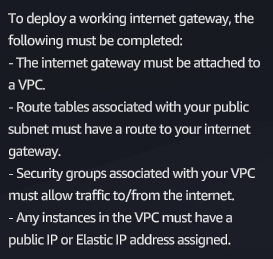 To deploy a working internet gateway, the
following must be completed:
- The internet gateway must be attached to
a VPC.
- Route tables associated with your public
subnet must have a route to your internet
gateway.
- Security groups associated with your VPC
must allow traffic to/from the internet.
- Any instances in the VPC must have a
public IP or Elastic IP address assigned.